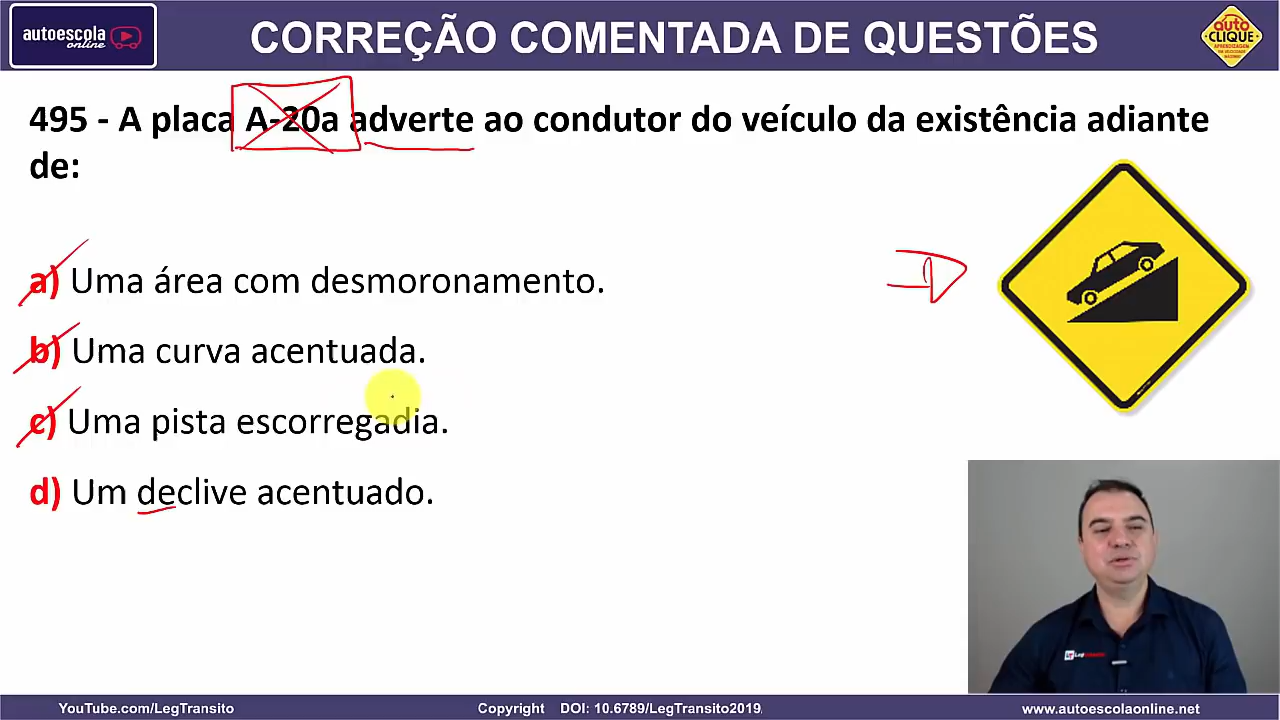 autoescola
online
CORREÇÃO COMENTADA DE QUESTÕES
auto
CLIQUE
495 - A placa A-20a adverte ao condutor do veículo da existência adiante
de:
a) Uma área com desmoronamento.
b) Uma curva acentuada.
c) Uma pista escorregadia.
d) Um declive acentuado.
YouTube.com/LegTransito
Copyright DOI: 10.6789/LegTransito2019.
www.autoescolaonline.net